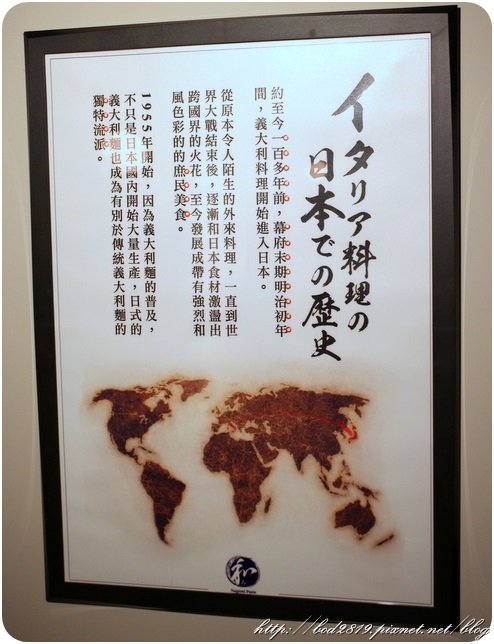 イタリア料理の
日本での歷史
約至今一百多年前，幕府末期明治初年
間，義大利料理開始進入日本。
從原本令人陌生的外來料理，一直到世
界大戰結束後，逐漸和日本食材激盪出
跨國界的火花，至今發展成帶有強烈和
風色彩的的庶民美食。
1955年開始，因為義大利麵的普及，
不只是日本國內開始大量生產，日式的
義大利麵也成為有別於傳統義大利麵的
獨特流派。
和
Nagomi Pasta
http://bod2819.pixnet.net/blog